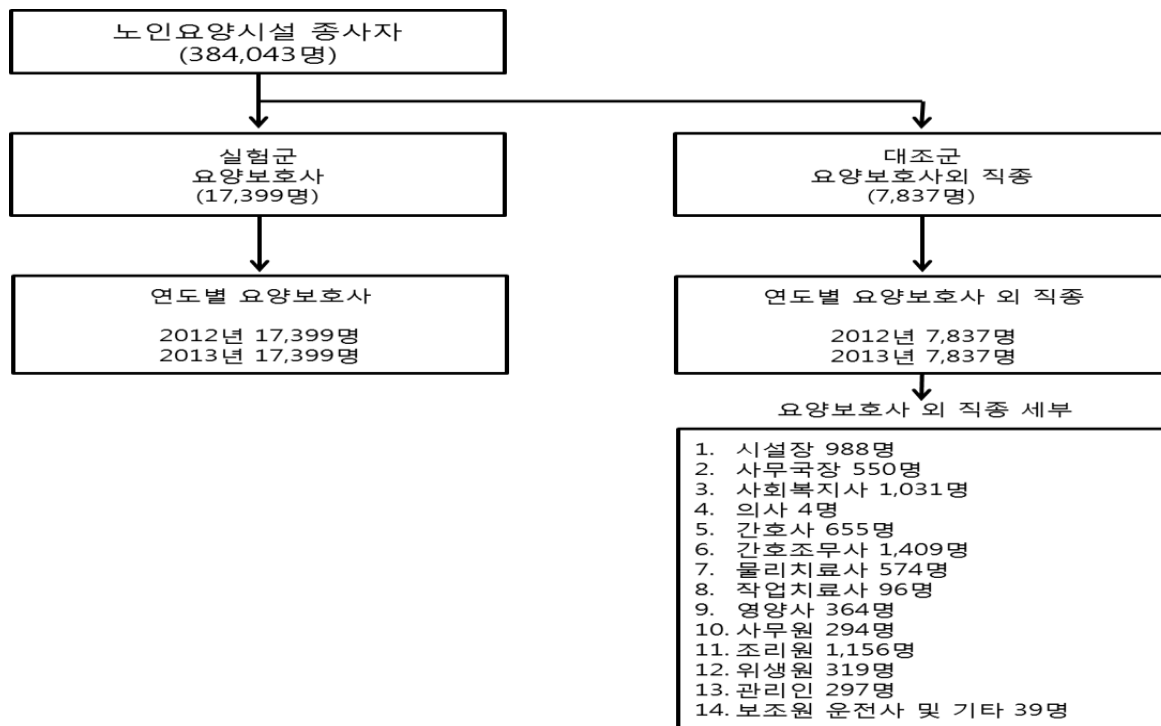 노인요양시설 종사자
(384,043명)
실험군
요양보호사
(17,399명)
대조군
요양보호사외 직종
(7,837명)
연도별 요양보호사
2012년 17,399명
2013년 17,399명
연도별 요양보호사 외 직종
2012년 7,837명
2013년 7,837명
요양보호사 외 직종 세부
1. 시설장 988명
2. 사무국장 550명
3. 사회복지사 1,031명
4. 의사 4명
5. 간호사 655명
6. 간호조무사 1,409명
7. 물리치료사 574명
8. 작업치료사 96명
9. 영양사 364명
10. 사무원 294명
11. 조리원 1,156명
12. 위생원 319명
13. 관리인 297명
14. 보조원 운전사 및 기타 39명